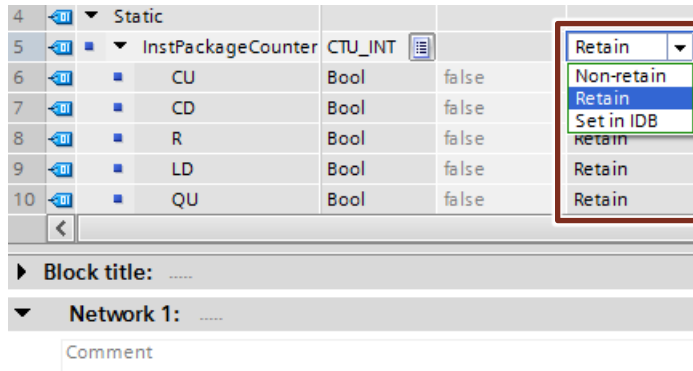 4 Static
5 InstPackageCounter CTU_INT Retain
6 CU Bool false Non-retain
7 CD Bool false Retain
Set in IDB
8 R Bool false Retain
9 LD Bool false Retain
10 QU Bool false Retain
Block title: .....
Network 1: .....
Comment